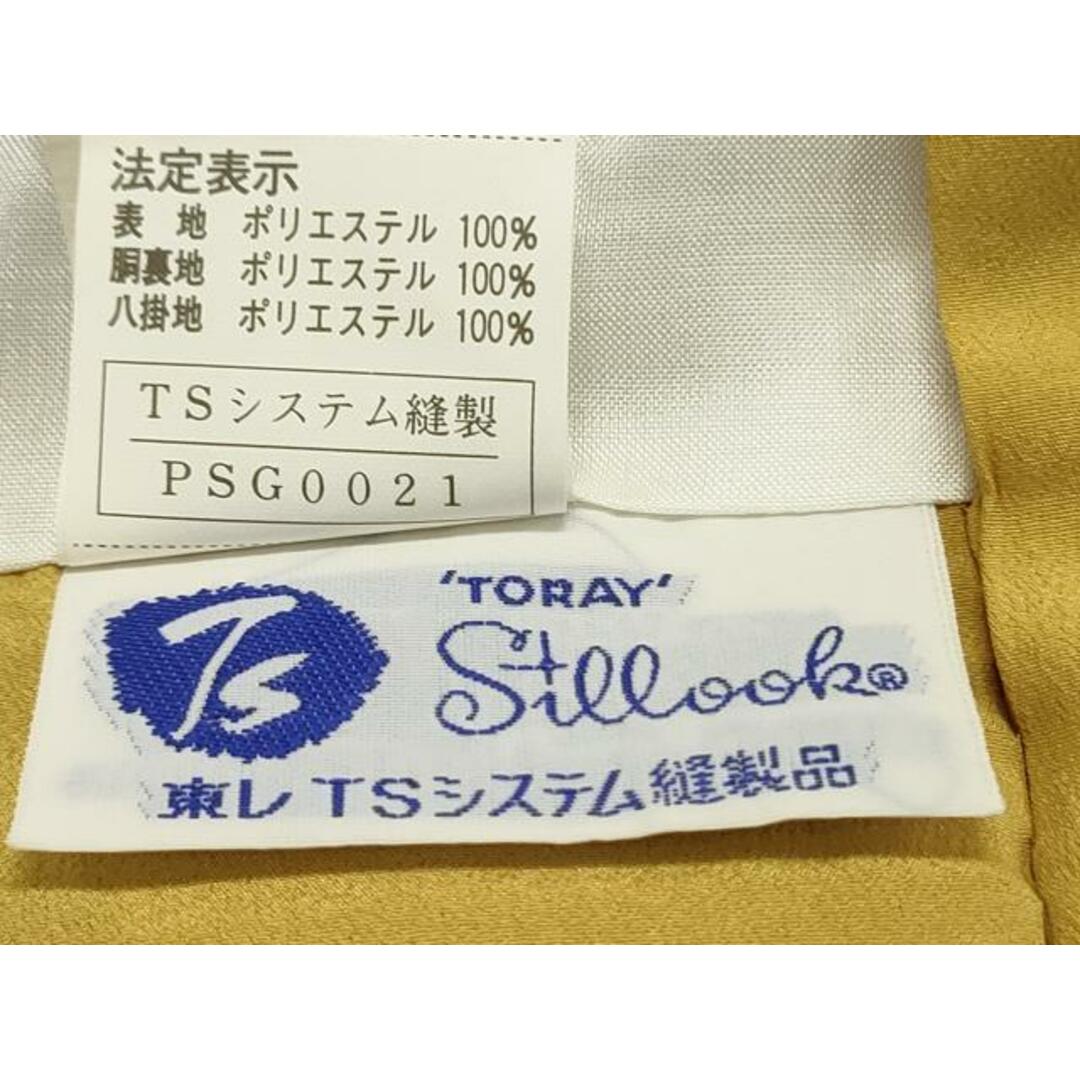 法定表示
表 地 ポリエステル 100%
胴裏地 ポリエステル 100%
八掛地 ポリエステル 100%
TSシステム縫製
PSG0021
'TORAY'
Ts
Sillook®
東レTSシステム縫製品